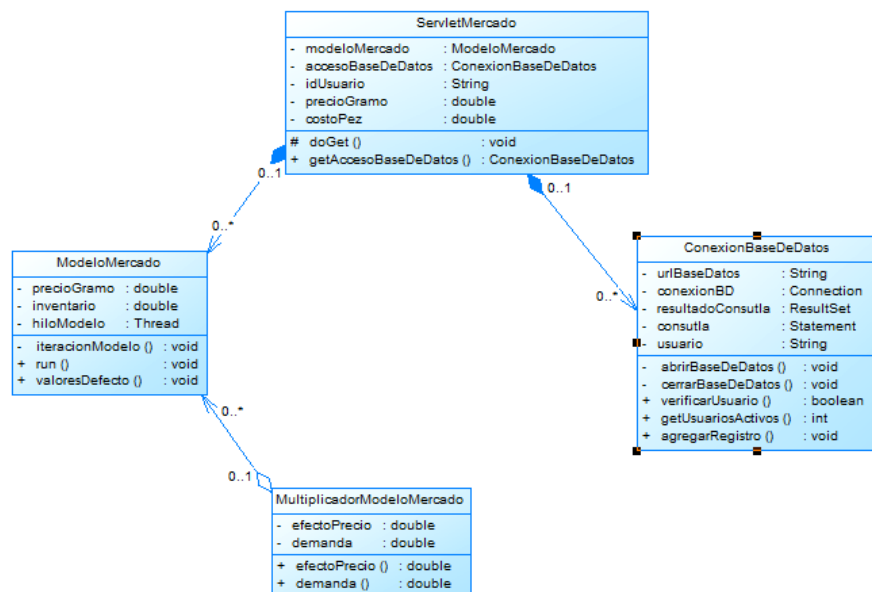 ServletMercado
- modeloMercado : ModeloMercado
- accesoBaseDeDatos : ConexionBaseDeDatos
- idUsuario : String
- precioGramo : double
- costoPez : double
# doGet () : void
+ getAccesoBaseDeDatos () : ConexionBaseDeDatos
0..1
0..*
0..1
0..*
ModeloMercado
- precioGramo : double
- inventario : double
- hiloModelo : Thread
- iteracionModelo () : void
+ run () : void
+ valoresDefecto () : void
ConexionBaseDeDatos
- urlBaseDatos : String
- conexionBD : Connection
- resultadoConsutla : ResultSet
- consutla : Statement
- usuario : String
- abrirBaseDeDatos () : void
- cerrarBaseDeDatos () : void
+ verificarUsuario () : boolean
+ getUsuariosActivos () : int
+ agregarRegistro () : void
0..*
0..1
MultiplicadorModeloMercado
- efectoPrecio : double
- demanda : double
+ efectoPrecio () : double
+ demanda () : double